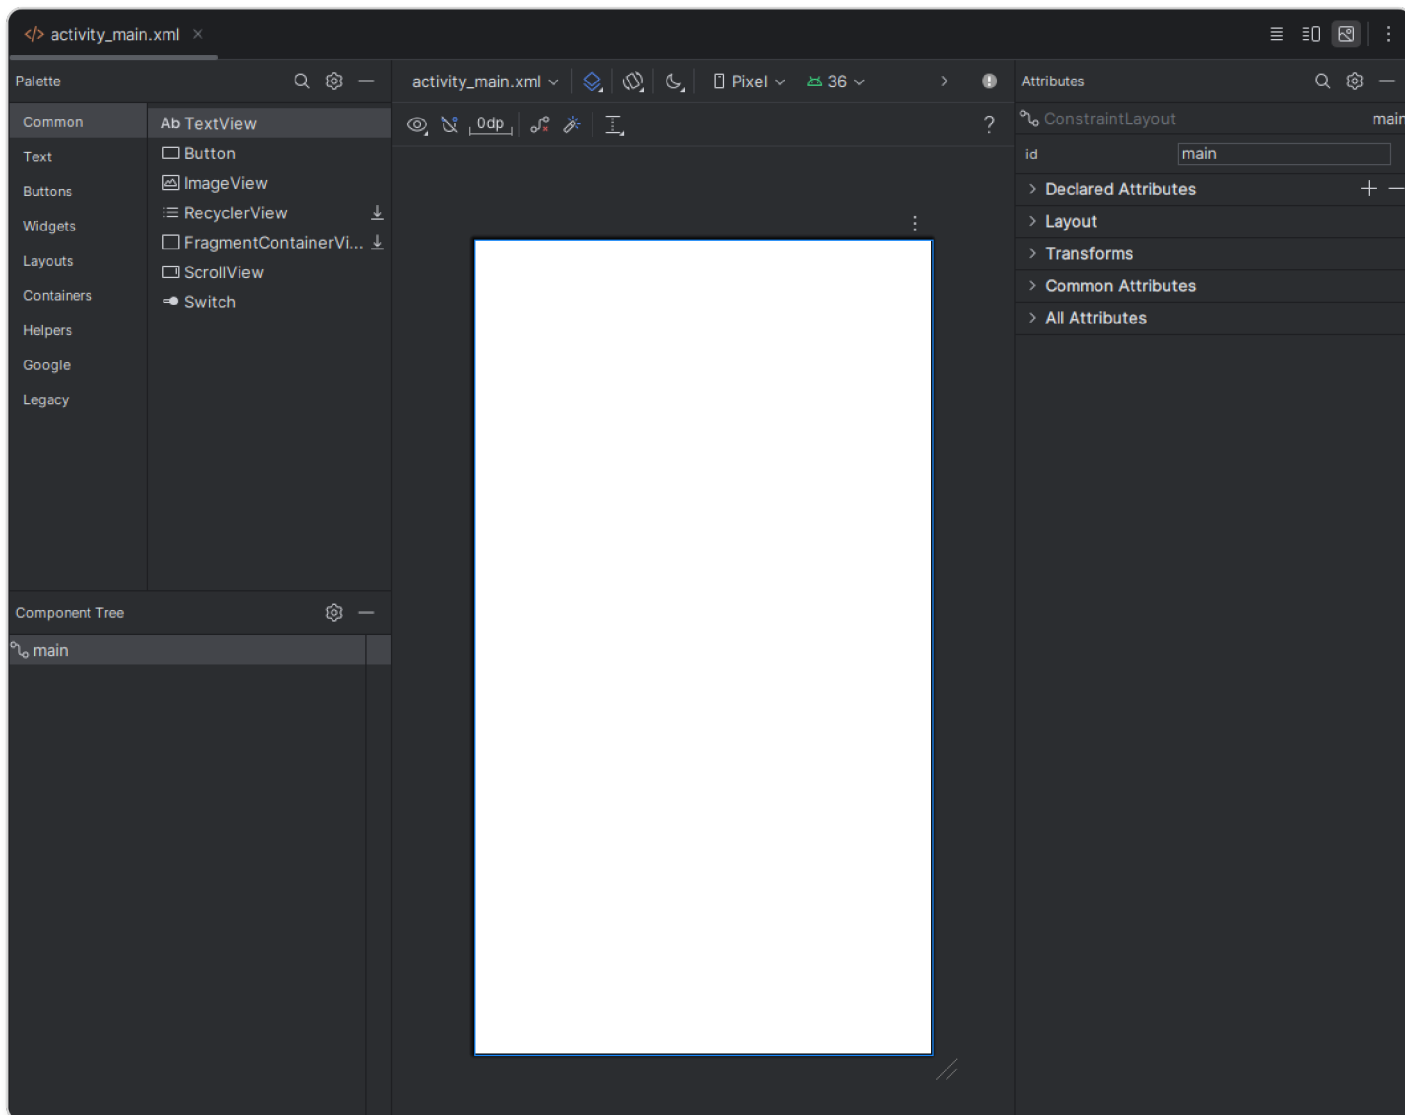 activity_main.xml
Palette
Common
Text
Buttons
Widgets
Layouts
Containers
Helpers
Google
Legacy
Ab TextView
Button
ImageView
RecyclerView
FragmentContainerVi...
ScrollView
Switch
Component Tree
main
activity_main.xml
Pixel
36
0dp
?
Attributes
ConstraintLayout main
id main
Declared Attributes
Layout
Transforms
Common Attributes
All Attributes